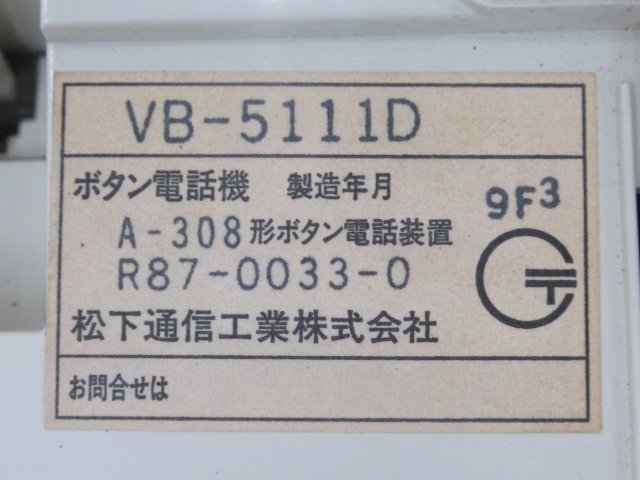 VB-5111D
ボタン電話機 製造年月 9F3
A-308形ボタン電話装置
R87-0033-0
松下通信工業株式会社
お問合せは